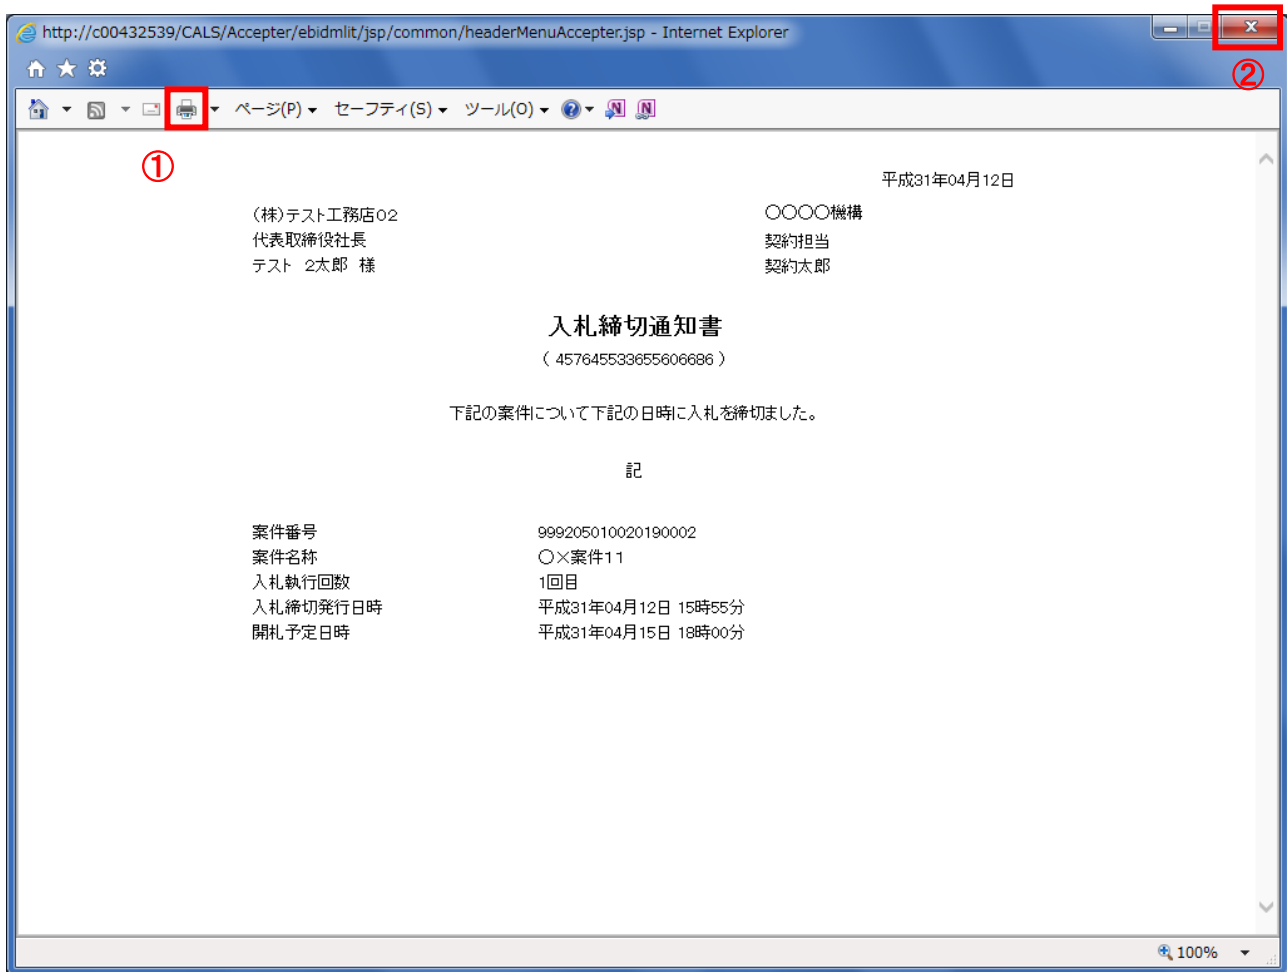 http://c00432539/CALS/Accepter/ebidmlit/jsp/common/headerMenuAccepter.jsp - Internet Explorer
②
ページ(P) セーフティ(S) ツール(O)
①
平成31年04月12日
(株)テスト工務店02 ○○○○機構
代表取締役社長 契約担当
テスト 2太郎 様 契約太郎
入札締切通知書
( 457645533655606686 )
下記の案件について下記の日時に入札を締切ました。
記
案件番号 999205010020190002
案件名称 ○×案件11
入札執行回数 1回目
入札締切発行日時 平成31年04月12日 15時55分
開札予定日時 平成31年04月15日 18時00分
100%